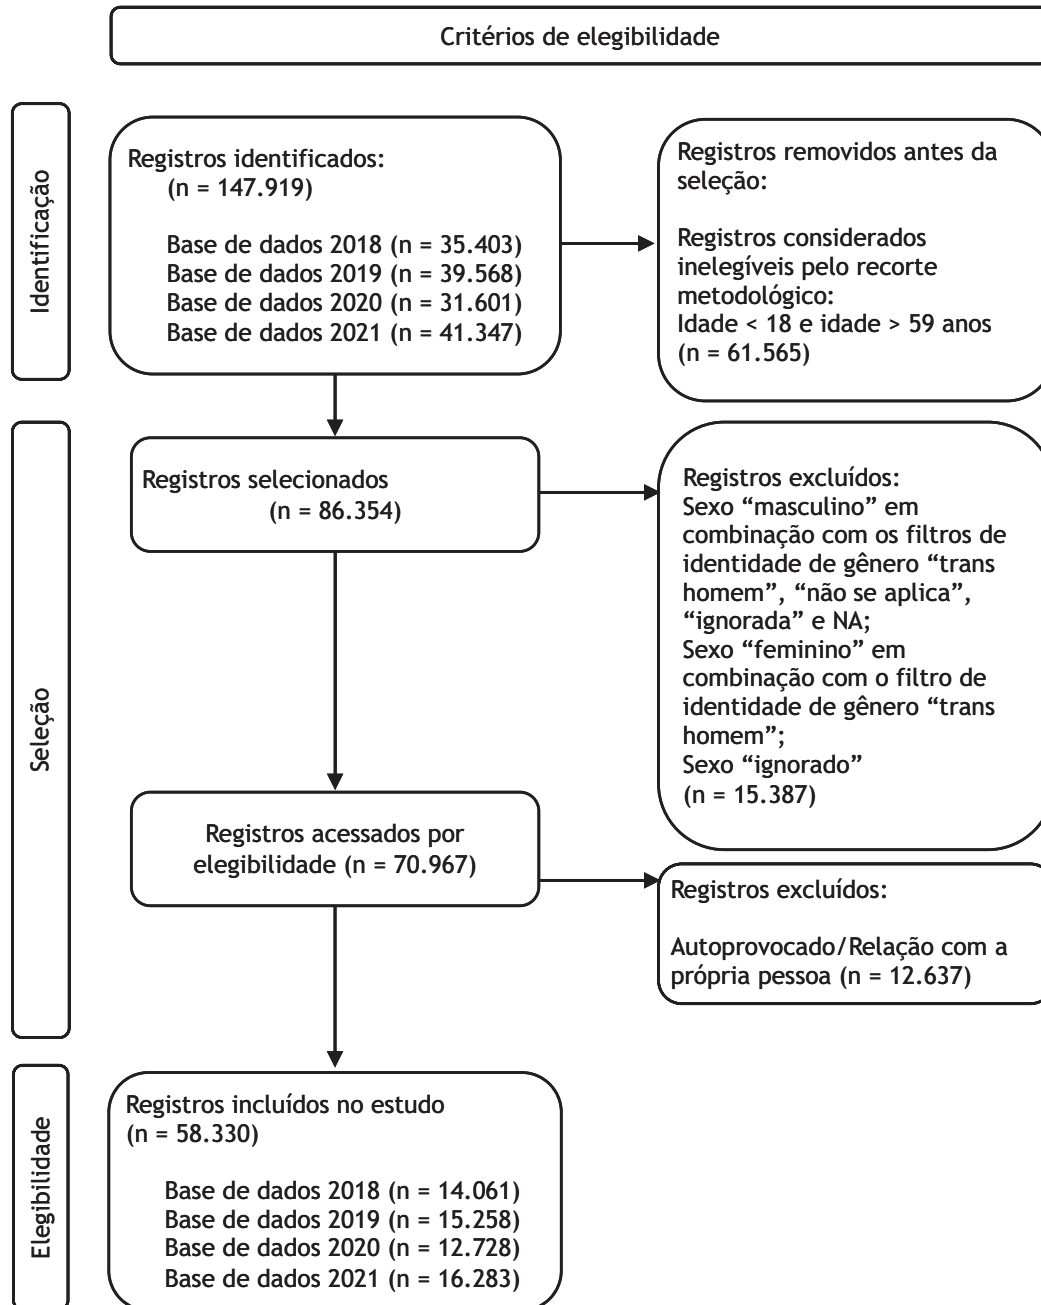 Critérios de elegibilidade
Identificação
Registros identificados:
(n = 147.919)
Base de dados 2018 (n = 35.403)
Base de dados 2019 (n = 39.568)
Base de dados 2020 (n = 31.601)
Base de dados 2021 (n = 41.347)
Registros removidos antes da
seleção:
Registros considerados
inelegíveis pelo recorte
metodológico:
Idade < 18 e idade > 59 anos
(n = 61.565)
Seleção
Registros selecionados
(n = 86.354)
Registros excluídos:
Sexo “masculino” em
combinação com os filtros de
identidade de gênero “trans
homem”, “não se aplica”,
“ignorada” e NA;
Sexo “feminino” em
combinação com o filtro de
identidade de gênero “trans
homem”;
Sexo “ignorado”
(n = 15.387)
Registros acessados por
elegibilidade (n = 70.967)
Registros excluídos:
Autoprovocado/Relação com a
própria pessoa (n = 12.637)
Elegibilidade
Registros incluídos no estudo
(n = 58.330)
Base de dados 2018 (n = 14.061)
Base de dados 2019 (n = 15.258)
Base de dados 2020 (n = 12.728)
Base de dados 2021 (n = 16.283)